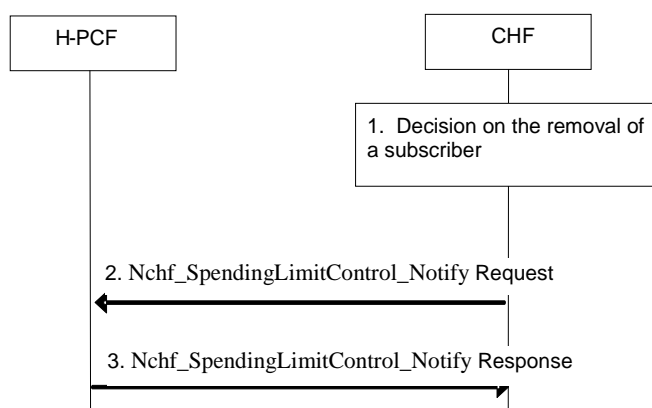 H-PCF
CHF
1. Decision on the removal of
a subscriber
2. Nchf_SpendingLimitControl_Notify Request
3. Nchf_SpendingLimitControl_Notify Response